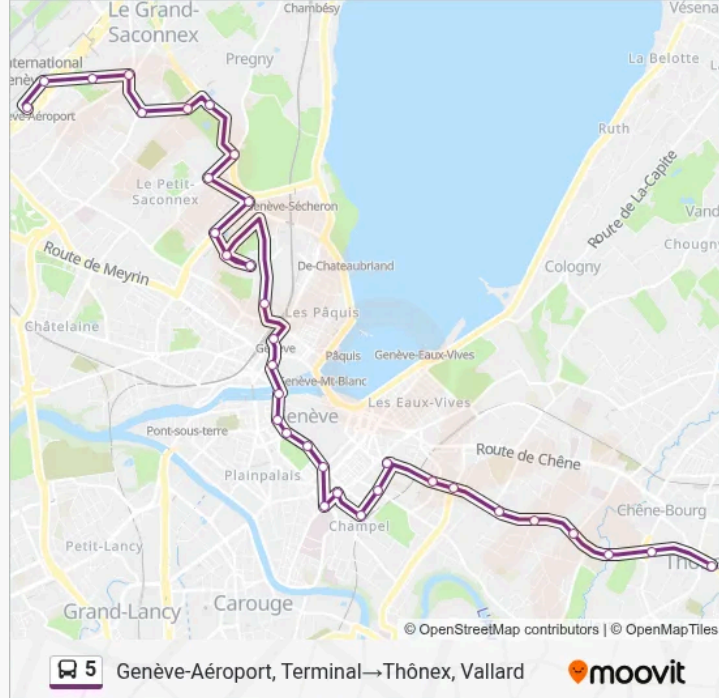 Le Grand-
Saconnex
Chambésy
Vésena
nternational
Genèv
Pregny
La Belotte
L
ève-Aéroport
Ruth
Le Petit-
Saconnex
Genève-Sécheron
Route de La-Capite
Vand
Chougny
Route de Meyrin
De-Chateaubriand
Cologny
Châtelaine
Les Pâquis
Genève
Pâquis
Genève-Eaux-Vives
Genève-Mt-Blanc
Les Eaux-Vives
Genève
Pont-sous-terre
Route de Chêne
Plainpalais
Chêne-Bourg
Champel
Petit-Lancy
Thô
Grand-Lancy
Carouge
© OpenStreetMap contributors | © OpenMapTiles
5
Genève-Aéroport, Terminal→Thônex, Vallard
moovit